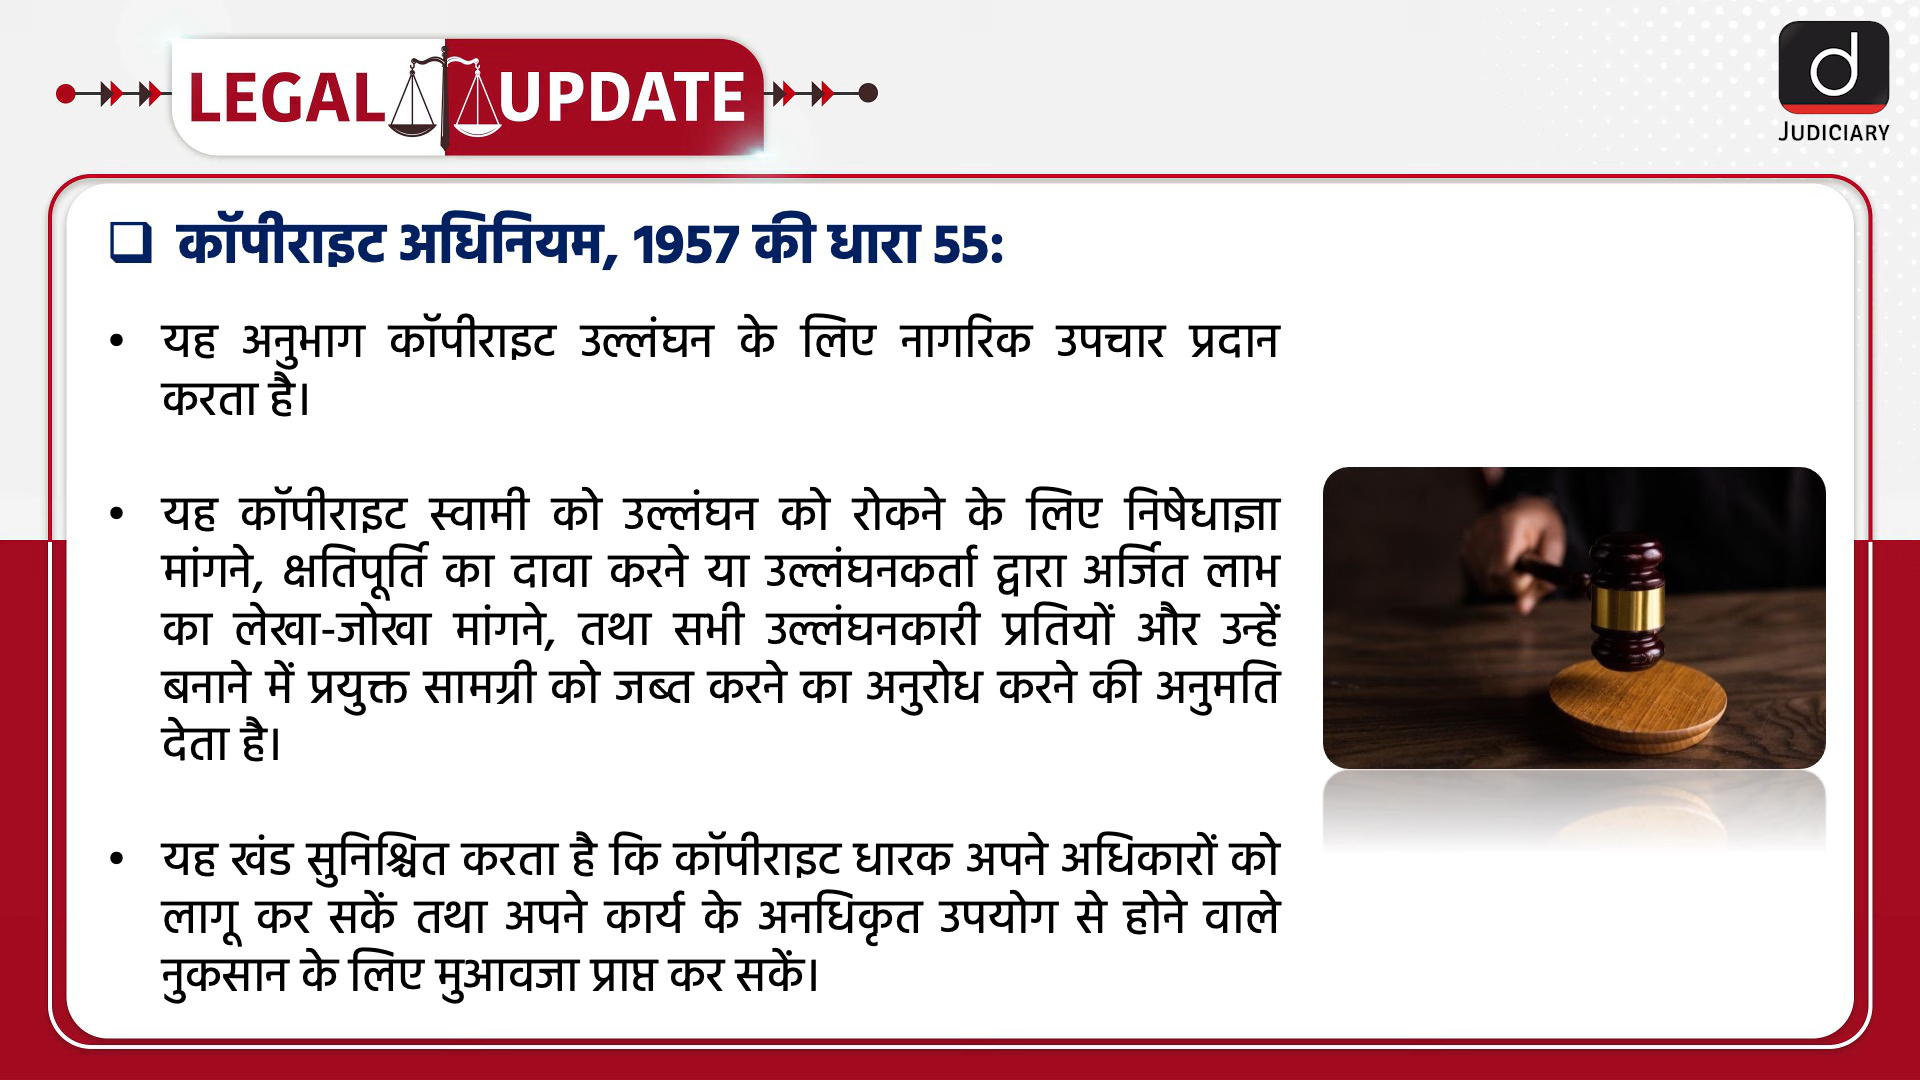 LEGAL UPDATE
d
JUDICIARY
❑ कॉपीराइट अधिनियम, 1957 की धारा 55:
• यह अनुभाग कॉपीराइट उल्लंघन के लिए नागरिक उपचार प्रदान
करता है।
• यह कॉपीराइट स्वामी को उल्लंघन को रोकने के लिए निषेधाज्ञा
मांगने, क्षतिपूर्ति का दावा करने या उल्लंघनकर्ता द्वारा अर्जित लाभ
का लेखा-जोखा मांगने, तथा सभी उल्लंघनकारी प्रतियों और उन्हें
बनाने में प्रयुक्त सामग्री को जब्त करने का अनुरोध करने की अनुमति
देता है।
• यह खंड सुनिश्चित करता है कि कॉपीराइट धारक अपने अधिकारों को
लागू कर सकें तथा अपने कार्य के अनधिकृत उपयोग से होने वाले
नुकसान के लिए मुआवजा प्राप्त कर सकें।